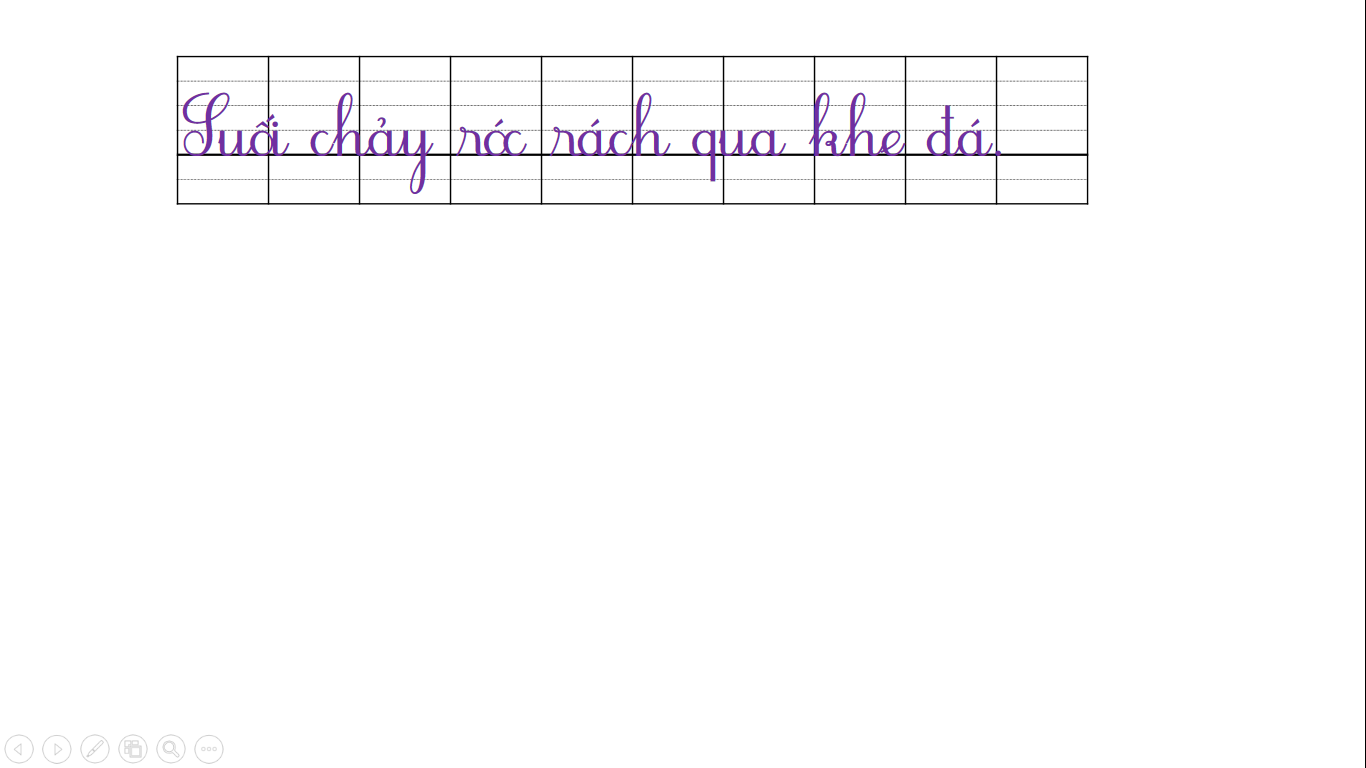 Suối chảy róc rách qua khe đá.